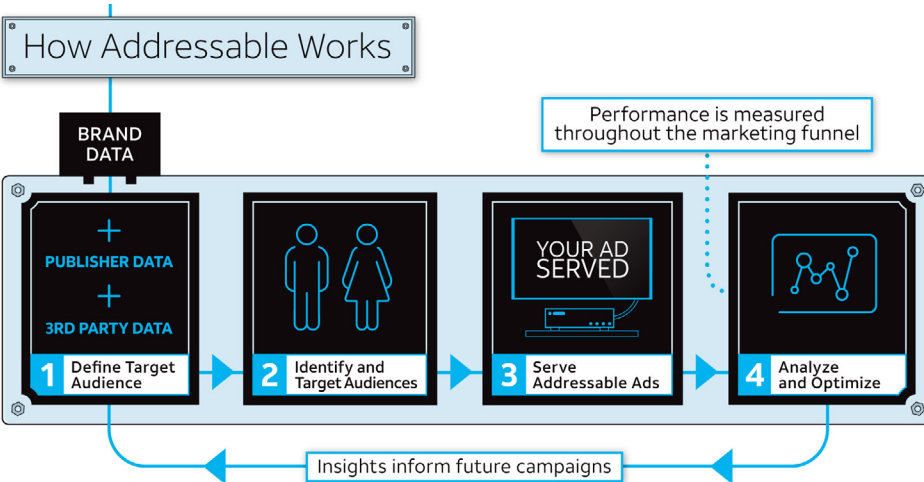 How Addressable Works
BRAND
DATA
Performance is measured
throughout the marketing funnel
+
PUBLISHER DATA
+
3RD PARTY DATA
1 Define Target
Audience
2 Identify and
Target Audiences
YOUR AD
SERVED
3 Serve
Addressable Ads
4 Analyze
and Optimize
Insights inform future campaigns